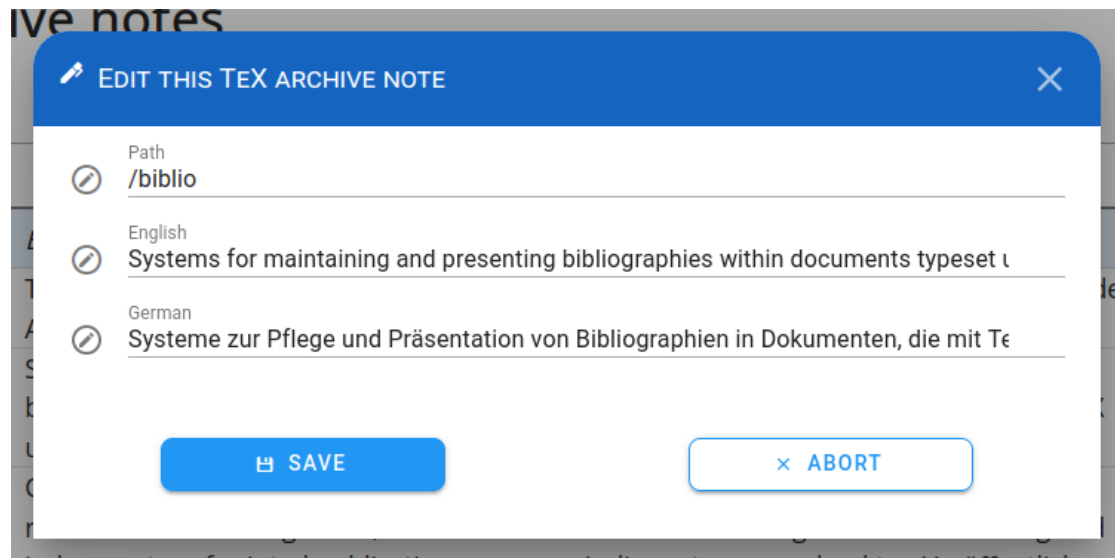 ive notes
EDIT THIS TEX ARCHIVE NOTE
Path
/biblio
English
Systems for maintaining and presenting bibliographies within documents typeset
German
Systeme zur Pflege und Präsentation von Bibliographien in Dokumenten, die mit Te
SAVE
ABORT